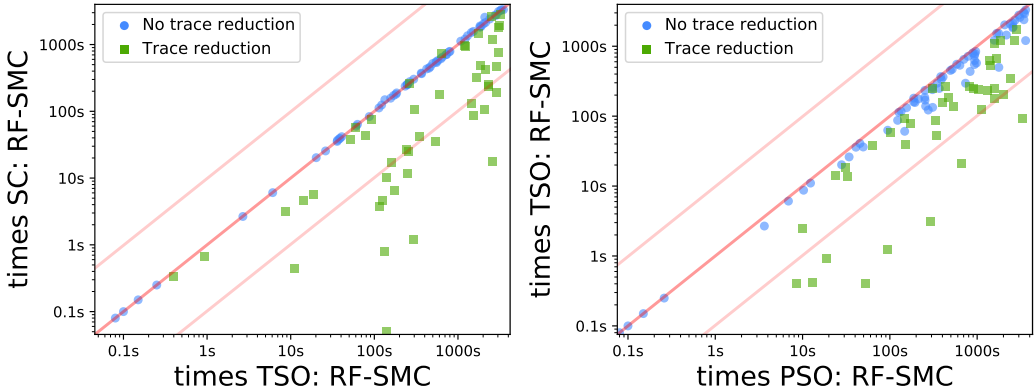 times SC: RF-SMC
1000s
100s
10s
1s
0.1s
No trace reduction
Trace reduction
0.1s 1s 10s 100s 1000s
times TSO: RF-SMC
times TSO: RF-SMC
1000s
100s
10s
1s
0.1s
No trace reduction
Trace reduction
0.1s 1s 10s 100s 1000s
times PSO: RF-SMC